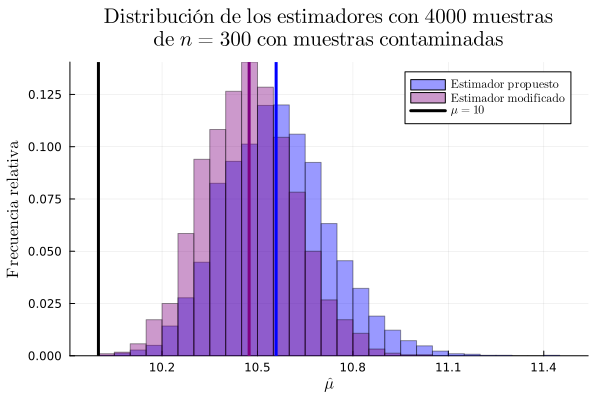 Distribución de los estimadores con 4000 muestras
de n = 300 con muestras contaminadas
Estimador propuesto
Estimador modificado
μ = 10
Frecuencia relativa
0.125
0.100
0.075
0.050
0.025
0.000
10.2 10.5 10.8 11.1 11.4
μ̂